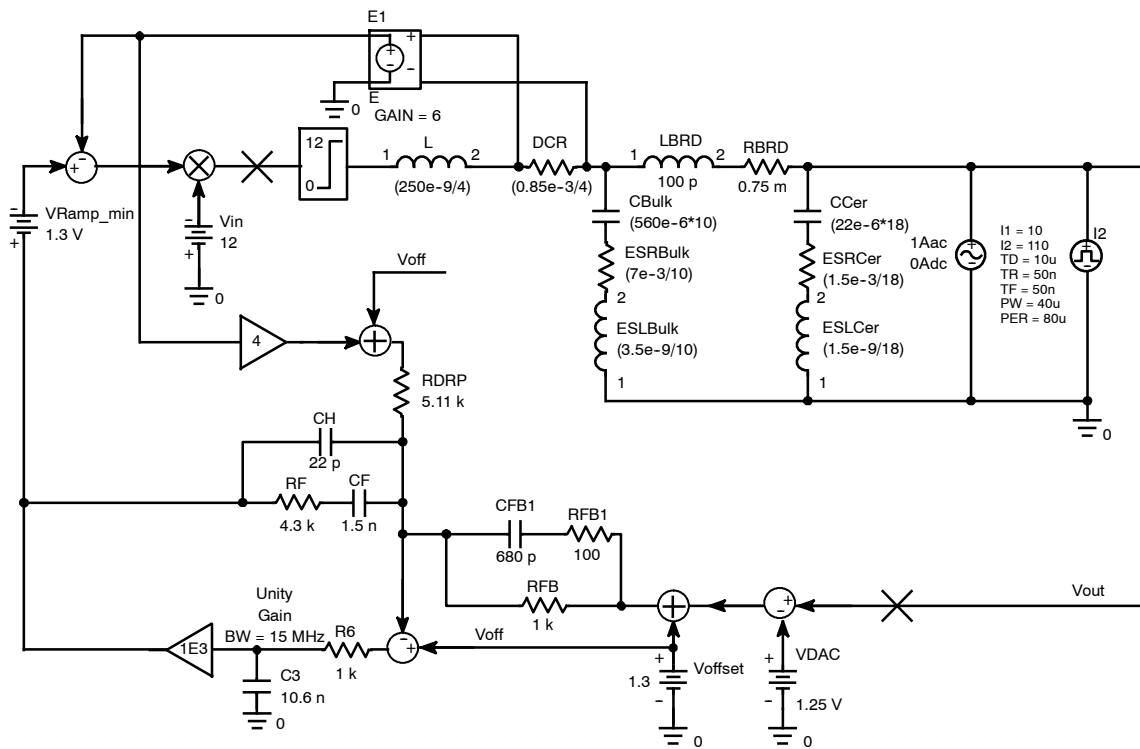 E1
+
+
-
-
E
0
GAIN = 6
-
+
12
0
1 L 2
(250e-9/4)
DCR
(0.85e-3/4)
LBRD
1 2
100 p
RBRD
0.75 m
-
+
VRamp_min
1.3 V
-
+
Vin
12
0
CBulk
(560e-6*10)
ESRBulk
(7e-3/10)
2
ESLBulk
(3.5e-9/10)
1
CCer
(22e-6*18)
ESRCer
(1.5e-3/18)
2
ESLCer
(1.5e-9/18)
1
1Aac
0Adc
+
-
I1 = 10
I2 = 110
TD = 10u
TR = 50n
TF = 50n
PW = 40u
PER = 80u
I2
+
-
0
Voff
4
RDRP
5.11 k
CH
22 p
RF
4.3 k
CF
1.5 n
CFB1
680 p
RFB1
100
RFB
1 k
+
-
Vout
Unity
Gain
BW = 15 MHz
1E3
R6
1 k
-
+
Voff
C3
10.6 n
0
+
-
1.3
Voffset
0
VDAC
+
-
1.25 V
0